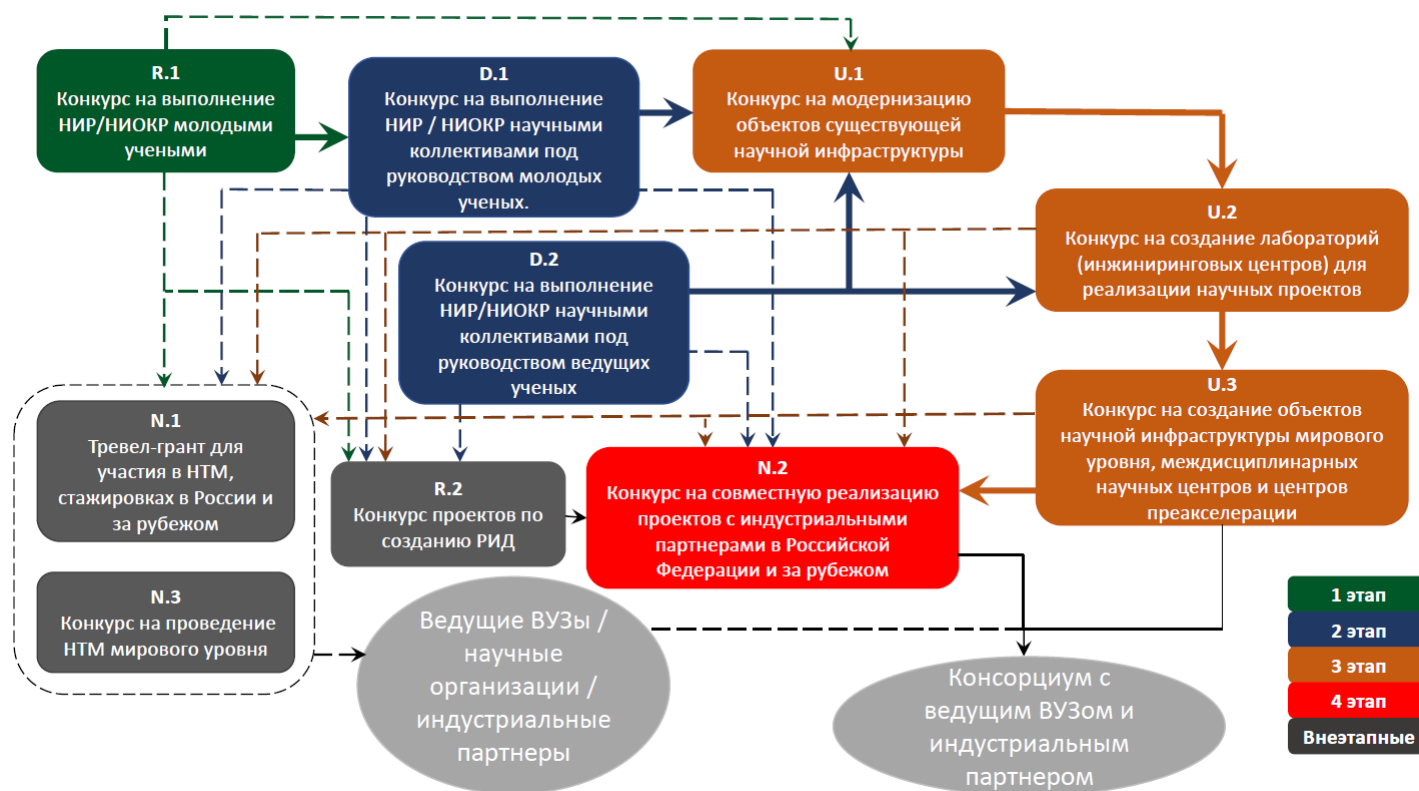 R.1
Конкурс на выполнение
НИР/НИОКР молодыми
учеными
D.1
Конкурс на выполнение
НИР / НИОКР научными
коллективами под
руководством молодых
ученых.
U.1
Конкурс на модернизацию
объектов существующей
научной инфраструктуры
U.2
Конкурс на создание лабораторий
(инжиниринговых центров) для
реализации научных проектов
D.2
Конкурс на выполнение
НИР/НИОКР научными
коллективами под
руководством ведущих
ученых
U.3
Конкурс на создание объектов
научной инфраструктуры мирового
уровня, междисциплинарных
научных центров и центров
преакселерации
N.1
Тревел-грант для
участия в НТМ,
стажировках в России и
за рубежом
R.2
Конкурс проектов по
созданию РИД
N.2
Конкурс на совместную реализацию
проектов с индустриальными
партнерами в Российской
Федерации и за рубежом
N.3
Конкурс на проведение
НТМ мирового уровня
Ведущие ВУЗы /
научные
организации /
индустриальные
партнеры
Консорциум с
ведущим ВУЗом и
индустриальным
партнером
1 этап
2 этап
3 этап
4 этап
Внеэтапные